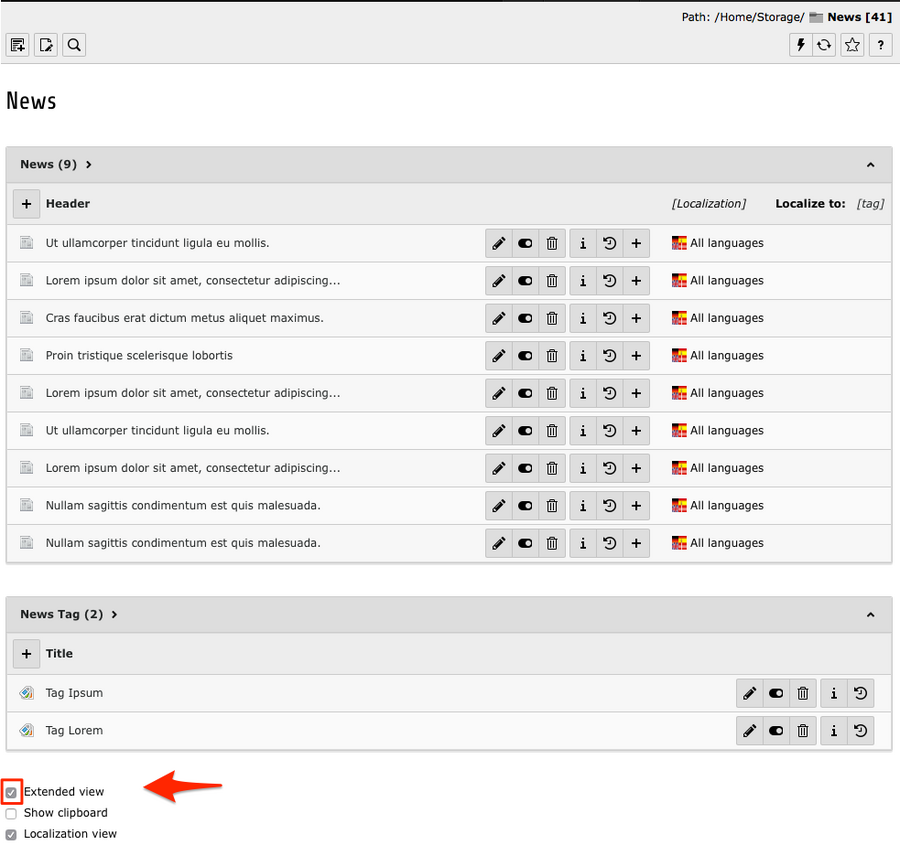 Path: /Home/Storage/ News [41]
?
News
News (9)
+ Header [Localization] Localize to: [tag]
Ut ullamcorper tincidunt ligula eu mollis. i + All languages
Lorem ipsum dolor sit amet, consectetur adipiscing... i + All languages
Cras faucibus erat dictum metus aliquet maximus. i + All languages
Proin tristique scelerisque lobortis i + All languages
Lorem ipsum dolor sit amet, consectetur adipiscing... i + All languages
Ut ullamcorper tincidunt ligula eu mollis. i + All languages
Lorem ipsum dolor sit amet, consectetur adipiscing... i + All languages
Nullam sagittis condimentum est quis malesuada. i + All languages
Nullam sagittis condimentum est quis malesuada. i + All languages
News Tag (2)
+ Title
Tag Ipsum i
Tag Lorem i
Extended view
Show clipboard
Localization view